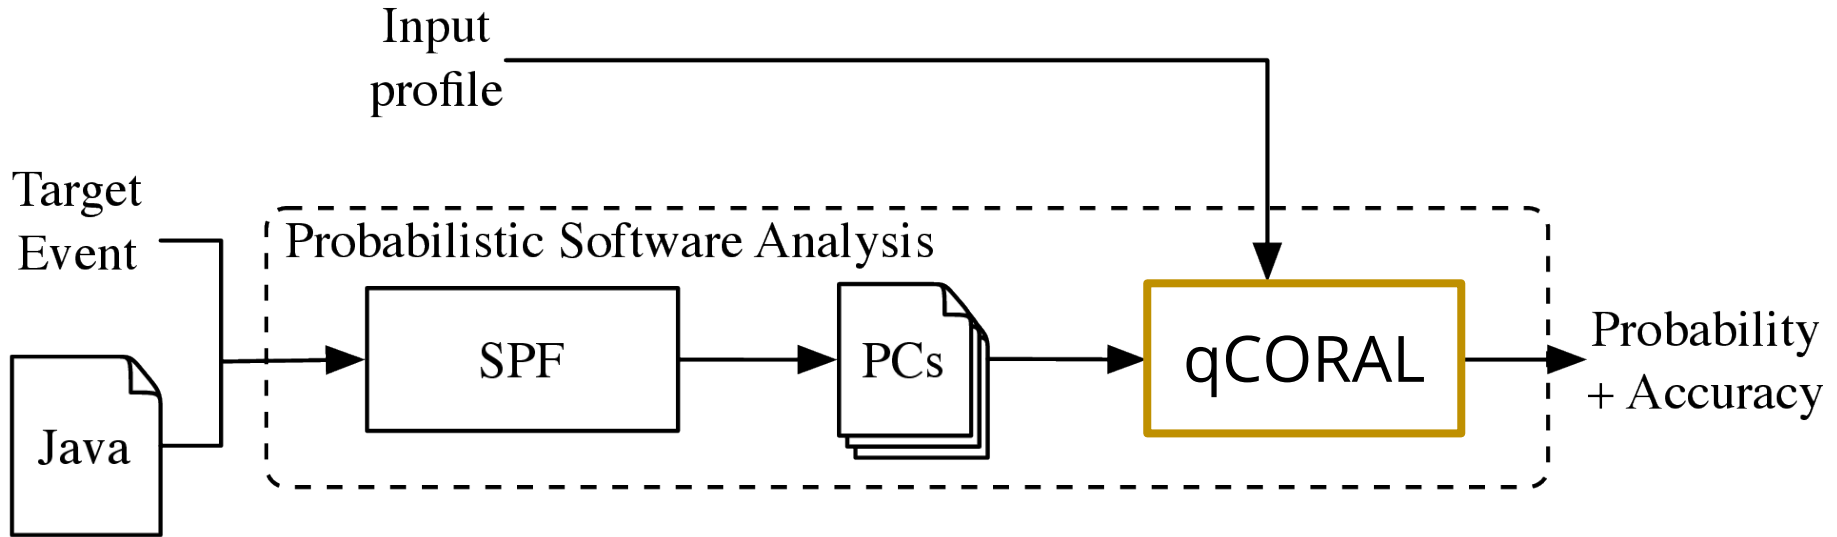 Input
profile
Target
Event
Probabilistic Software Analysis
Java
SPF
PCs
qCORAL
Probability
+ Accuracy